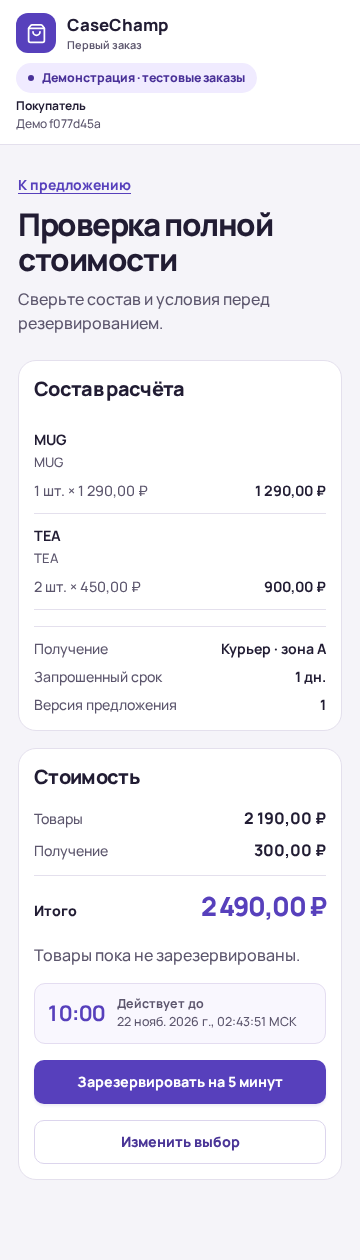 CaseChamp
Первый заказ
Демонстрация · тестовые заказы
Покупатель
Демо f077d45a
К предложению
Проверка полной
стоимости
Сверьте состав и условия перед
резервированием.
Состав расчёта
MUG
MUG
1 шт. × 1 290,00 ₽ 1 290,00 ₽
TEA
TEA
2 шт. × 450,00 ₽ 900,00 ₽
Получение Курьер · зона A
Запрошенный срок 1 дн.
Версия предложения 1
Стоимость
Товары 2 190,00 ₽
Получение 300,00 ₽
Итого 2 490,00 ₽
Товары пока не зарезервированы.
10:00 Действует до
22 нояб. 2026 г., 02:43:51 МСК
Зарезервировать на 5 минут
Изменить выбор